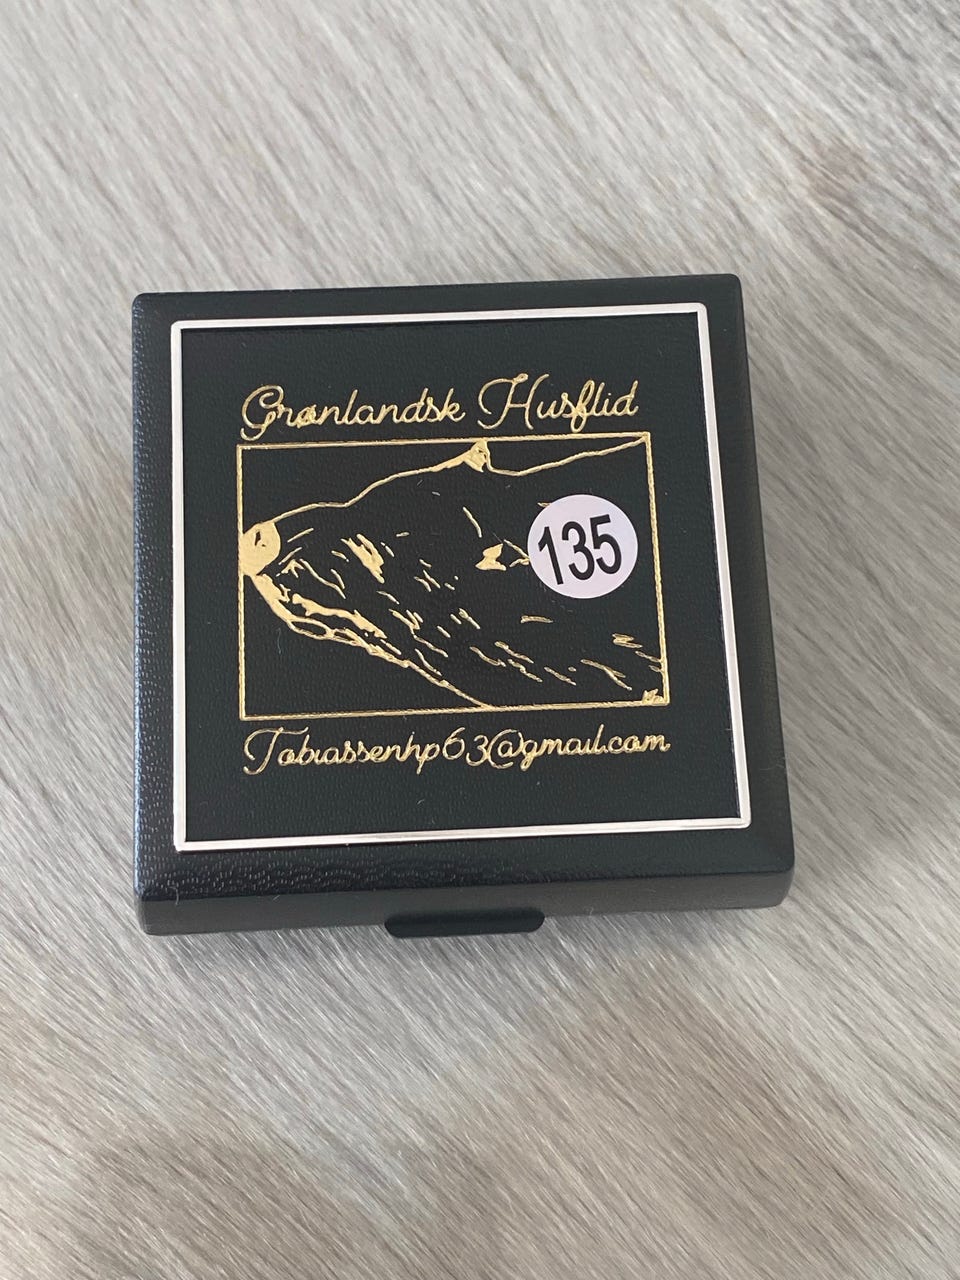 Grønlandsk Husflid
135
Tobiassenhp63@gmail.com